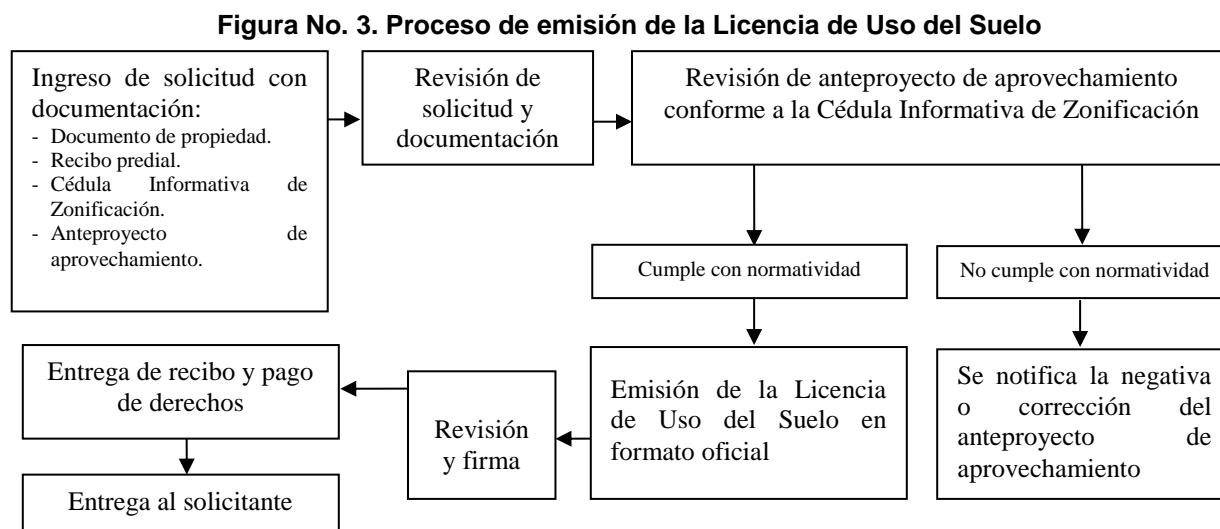 Figura No. 3. Proceso de emisión de la Licencia de Uso del Suelo
Ingreso de solicitud con
documentación:
- Documento de propiedad.
- Recibo predial.
- Cédula Informativa de
Zonificación.
- Anteproyecto de
aprovechamiento.
Revisión de
solicitud y
documentación
Revisión de anteproyecto de aprovechamiento
conforme a la Cédula Informativa de Zonificación
Cumple con normatividad
No cumple con normatividad
Emisión de la Licencia
de Uso del Suelo en
formato oficial
Se notifica la negativa
o corrección del
anteproyecto de
aprovechamiento
Revisión
y firma
Entrega de recibo y pago
de derechos
Entrega al solicitante